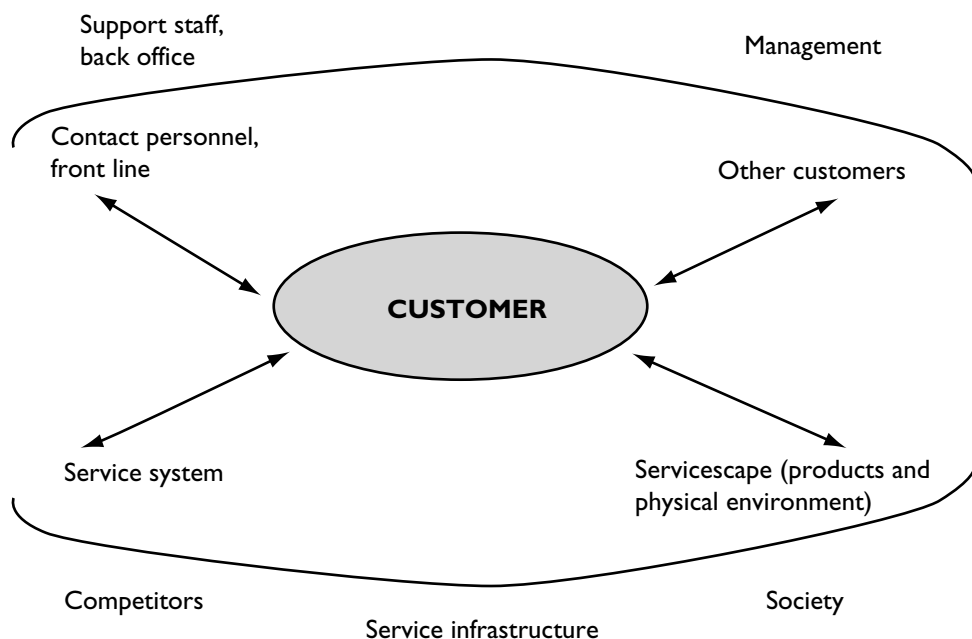 Support staff,
back office
Management
Contact personnel,
front line
Other customers
CUSTOMER
Service system
Servicescape (products and
physical environment)
Competitors
Society
Service infrastructure